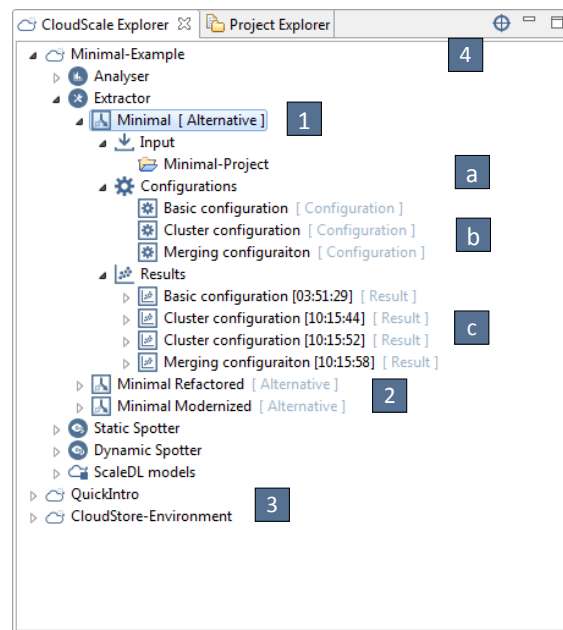 CloudScale Explorer Project Explorer
Minimal-Example 4
Analyser
Extractor
Minimal [ Alternative ] 1
Input
Minimal-Project a
Configurations
Basic configuration [ Configuration ]
Cluster configuration [ Configuration ] b
Merging configuraiton [ Configuration ]
Results
Basic configuration [03:51:29] [ Result ]
Cluster configuration [10:15:44] [ Result ]
Cluster configuration [10:15:52] [ Result ] c
Merging configuraiton [10:15:58] [ Result ]
Minimal Refactored [ Alternative ] 2
Minimal Modernized [ Alternative ]
Static Spotter
Dynamic Spotter
ScaleDL models
QuickIntro 3
CloudStore-Environment